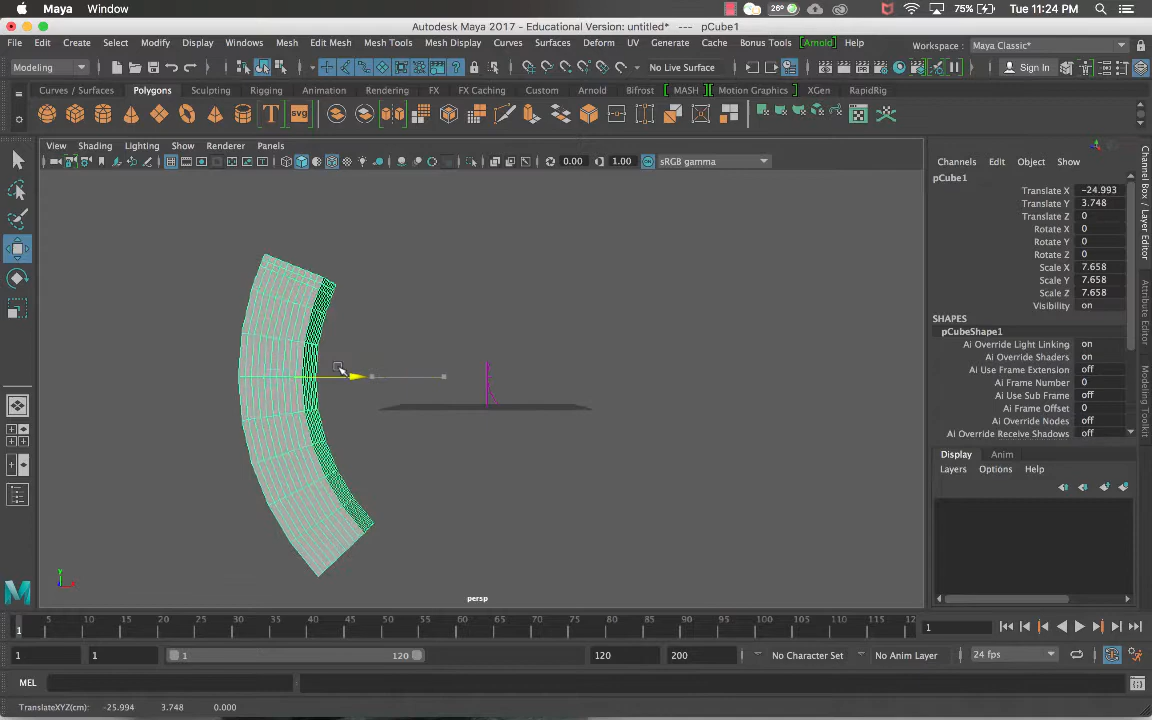 Maya Window 26° 75% Tue 11:24 PM
Autodesk Maya 2017 - Educational Version: untitled* --- pCube1
File Edit Create Select Modify Display Windows Mesh Edit Mesh Mesh Tools Mesh Display Curves Surfaces Deform UV Generate Cache Bonus Tools [Arnold] Help Workspace: Maya Classic*
Modeling No Live Surface Sign In
Curves / Surfaces Polygons Sculpting Rigging Animation Rendering FX FX Caching Custom Arnold Bifrost MASH Motion Graphics XGen RapidRig
T svg
View Shading Lighting Show Renderer Panels
0.00 1.00 sRGB gamma
Channels Edit Object Show
pCube1
Translate X -24.993
Translate Y 3.748
Translate Z 0
Rotate X 0
Rotate Y 0
Rotate Z 0
Scale X 7.658
Scale Y 7.658
Scale Z 7.658
Visibility on
SHAPES
pCubeShape1
Ai Override Light Linking on
Ai Override Shaders on
Ai Use Frame Extension off
Ai Frame Number 0
Ai Use Sub Frame off
Ai Frame Offset 0
Ai Override Nodes off
Ai Override Receive Shadows off
Display Anim
Layers Options Help
Channel Box / Layer Editor
Attribute Editor
Modeling Toolkit
y
x
persp
5 10 15 20 25 30 35 40 45 50 55 60 65 70 75 80 85 90 95 100 105 110 115 12
1 1
1 1 1 120 120 200 No Character Set No Anim Layer 24 fps
MEL
TranslateXYZ(cm): -25.994 3.748 0.000